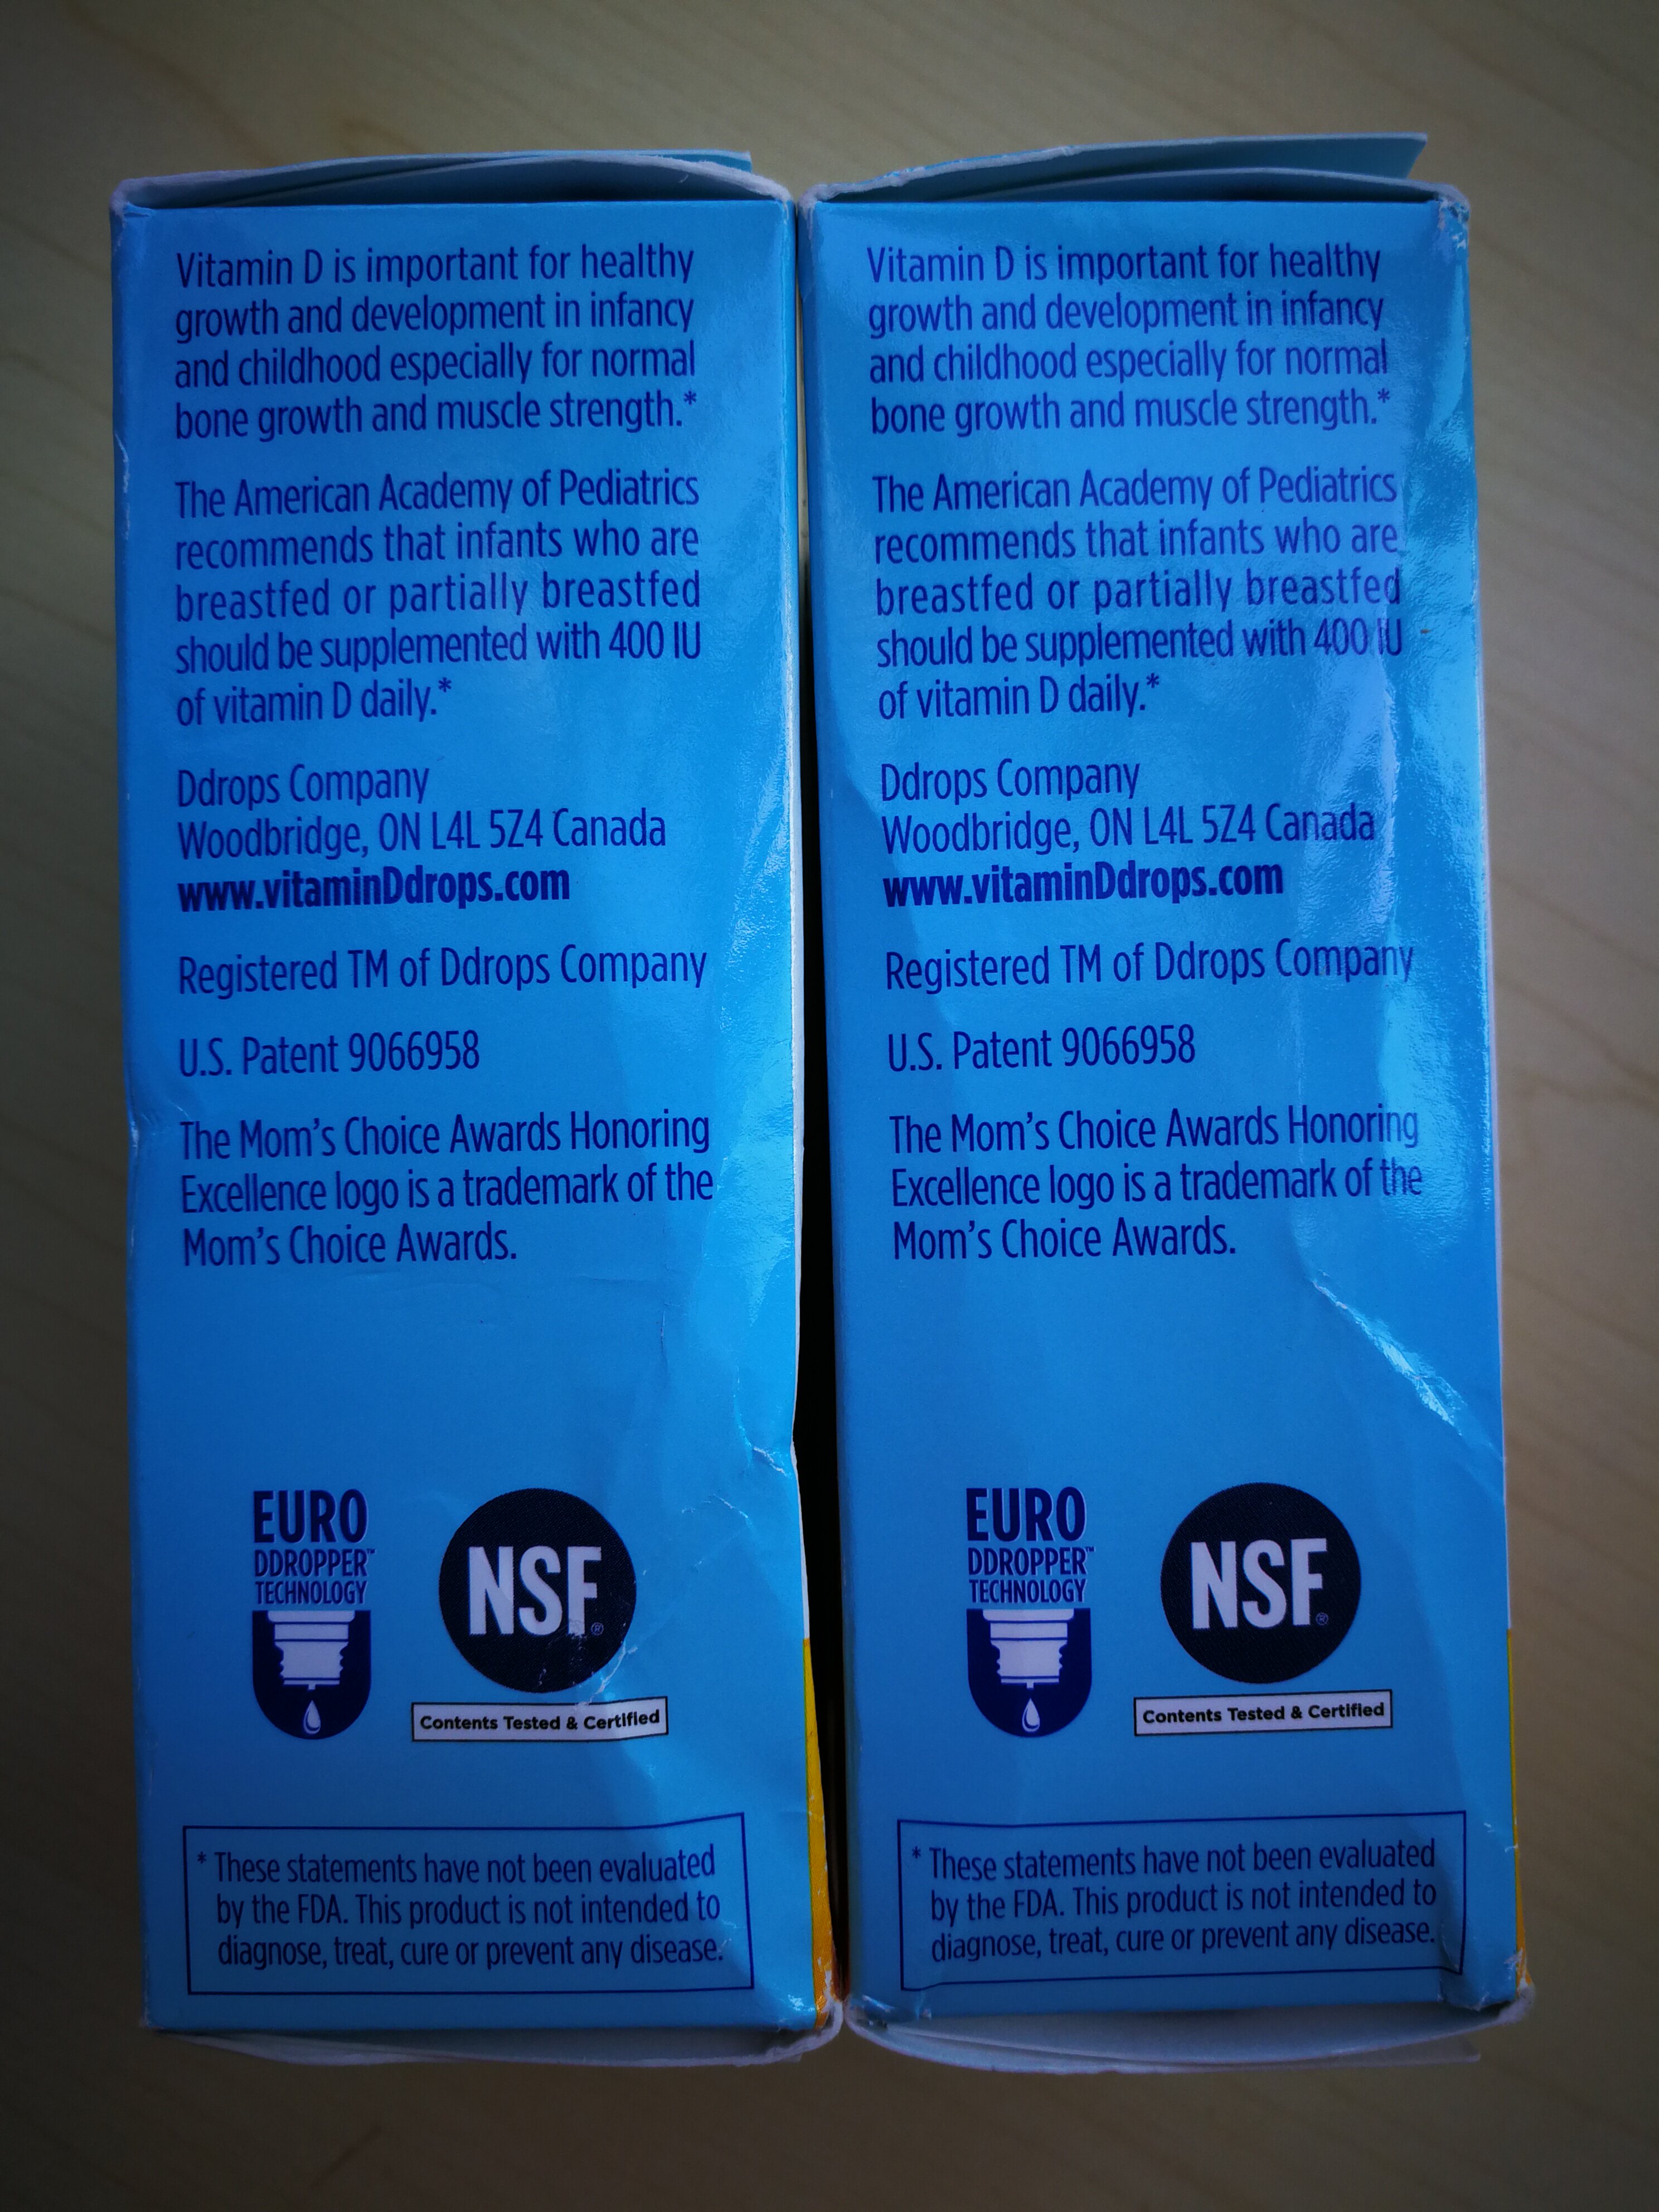 Vitamin D is important for healthy
growth and development in infancy
and childhood especially for normal
bone growth and muscle strength.*
The American Academy of Pediatrics
recommends that infants who are
breastfed or partially breastfed
should be supplemented with 400 IU
of vitamin D daily.*
Ddrops Company
Woodbridge, ON L4L 5Z4 Canada
www.vitaminDdrops.com
Registered TM of Ddrops Company
U.S. Patent 9066958
The Mom's Choice Awards Honoring
Excellence logo is a trademark of the
Mom's Choice Awards.
EURO
DDROPPER™
TECHNOLOGY
NSF®
Contents Tested & Certified
* These statements have not been evaluated
by the FDA. This product is not intended to
diagnose, treat, cure or prevent any disease.
Vitamin D is important for healthy
growth and development in infancy
and childhood especially for normal
bone growth and muscle strength.*
The American Academy of Pediatrics
recommends that infants who are
breastfed or partially breastfed
should be supplemented with 400 IU
of vitamin D daily.*
Ddrops Company
Woodbridge, ON L4L 5Z4 Canada
www.vitaminDdrops.com
Registered TM of Ddrops Company
U.S. Patent 9066958
The Mom's Choice Awards Honoring
Excellence logo is a trademark of the
Mom's Choice Awards.
EURO
DDROPPER™
TECHNOLOGY
NSF®
Contents Tested & Certified
* These statements have not been evaluated
by the FDA. This product is not intended to
diagnose, treat, cure or prevent any disease.